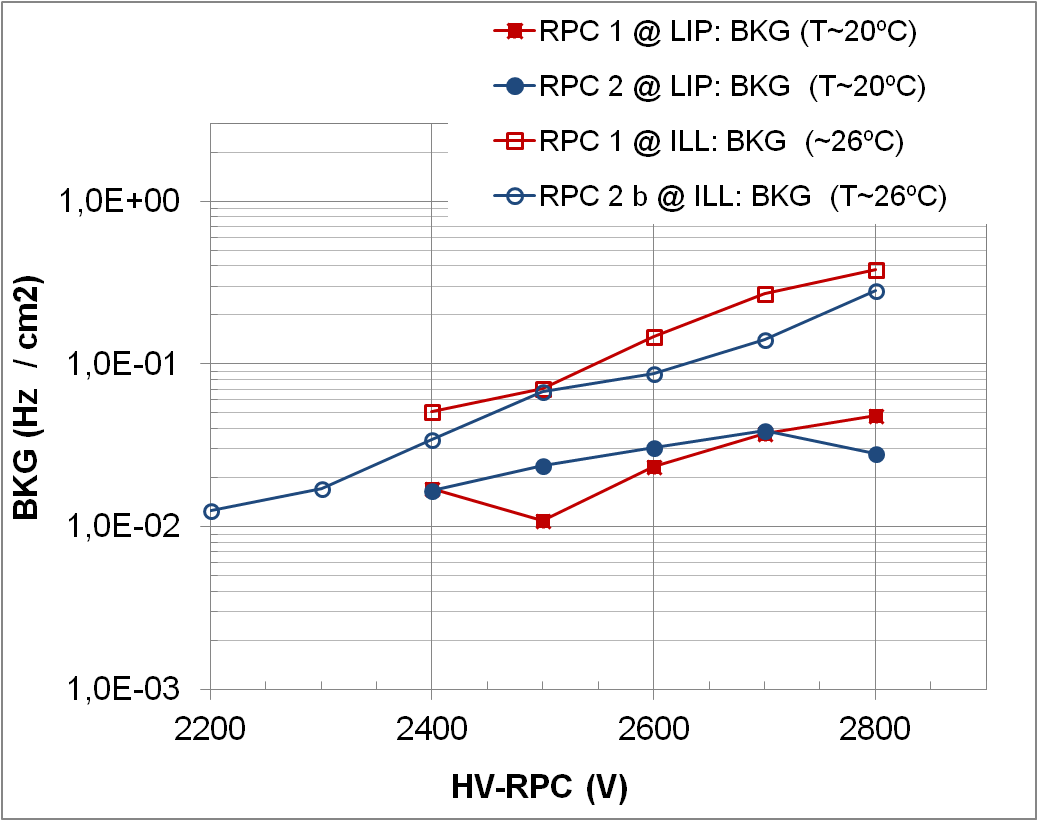 RPC 1 @ LIP: BKG (T~20ºC)
RPC 2 @ LIP: BKG (T~20ºC)
RPC 1 @ ILL: BKG (~26ºC)
RPC 2 b @ ILL: BKG (T~26ºC)
1,0E+00
1,0E-01
1,0E-02
1,0E-03
BKG (Hz / cm2)
2200 2400 2600 2800
HV-RPC (V)